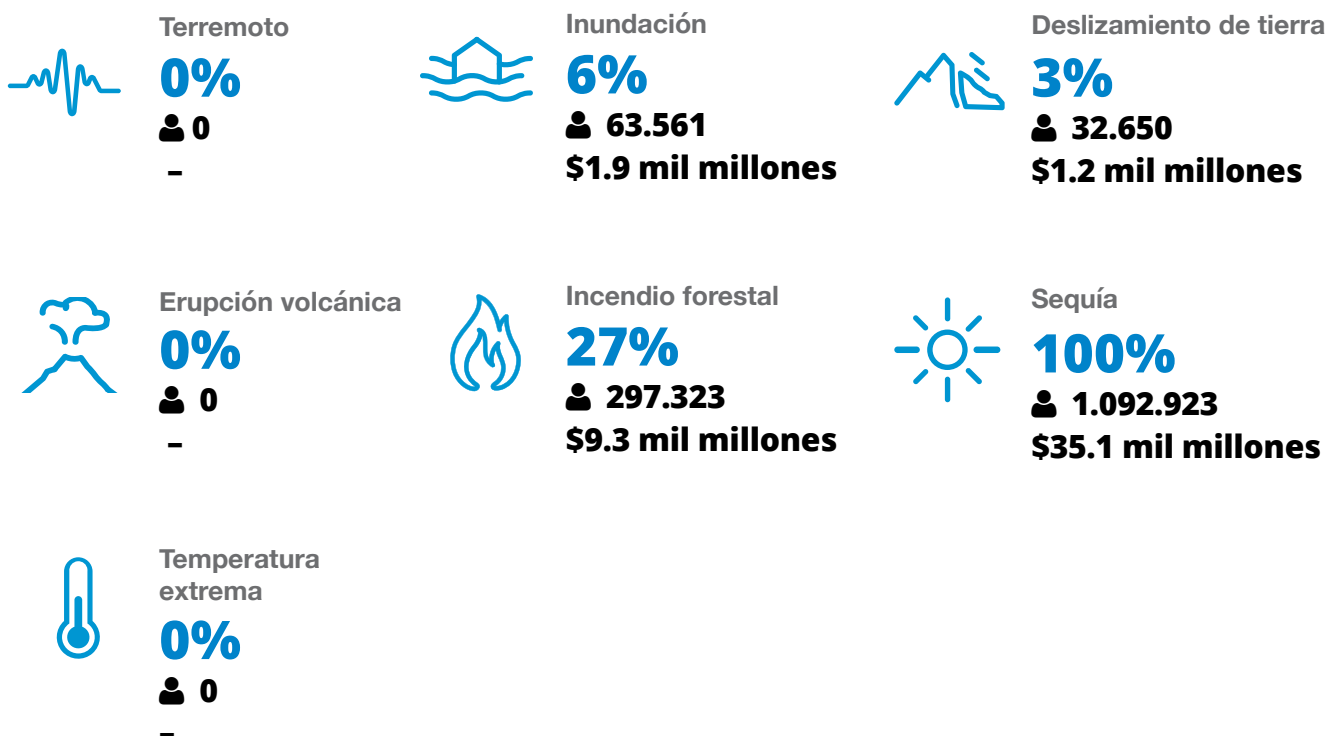 Terremoto
0%
0
–
Inundación
6%
63.561
$1.9 mil millones
Deslizamiento de tierra
3%
32.650
$1.2 mil millones
Erupción volcánica
0%
0
–
Incendio forestal
27%
297.323
$9.3 mil millones
Sequía
100%
1.092.923
$35.1 mil millones
Temperatura
extrema
0%
0
–